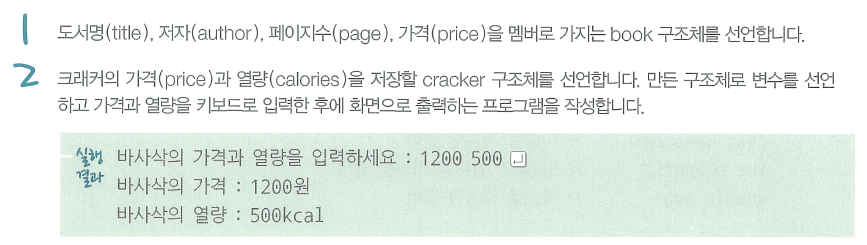 1 도서명(title), 저자(author), 페이지수(page), 가격(price)을 멤버로 가지는 book 구조체를 선언합니다.
2 크래커의 가격(price)과 열량(calories)을 저장할 cracker 구조체를 선언합니다. 만든 구조체로 변수를 선언
하고 가격과 열량을 키보드로 입력한 후에 화면으로 출력하는 프로그램을 작성합니다.
실행
결과
바사삭의 가격과 열량을 입력하세요 : 1200 500 ↵
바사삭의 가격 : 1200원
바사삭의 열량 : 500kcal